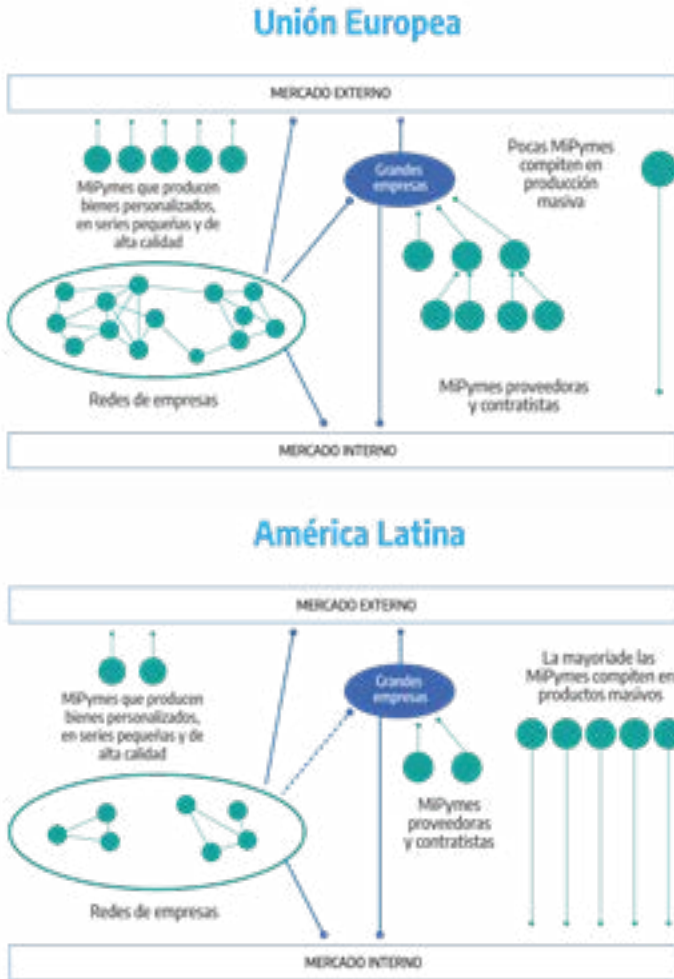 Unión Europea
MERCADO EXTERNO
MiPymes que producen
bienes personalizados,
en series pequeñas y de
alta calidad
Grandes
empresas
Pocas MiPymes
compiten en
producción
masiva
Redes de empresas
MiPymes proveedoras
y contratistas
MERCADO INTERNO
América Latina
MERCADO EXTERNO
MiPymes que producen
bienes personalizados,
en series pequeñas y de
alta calidad
Grandes
empresas
La mayoriade las
MiPymes compiten en
productos masivos
MiPymes
proveedoras
y contratistas
Redes de empresas
MERCADO INTERNO